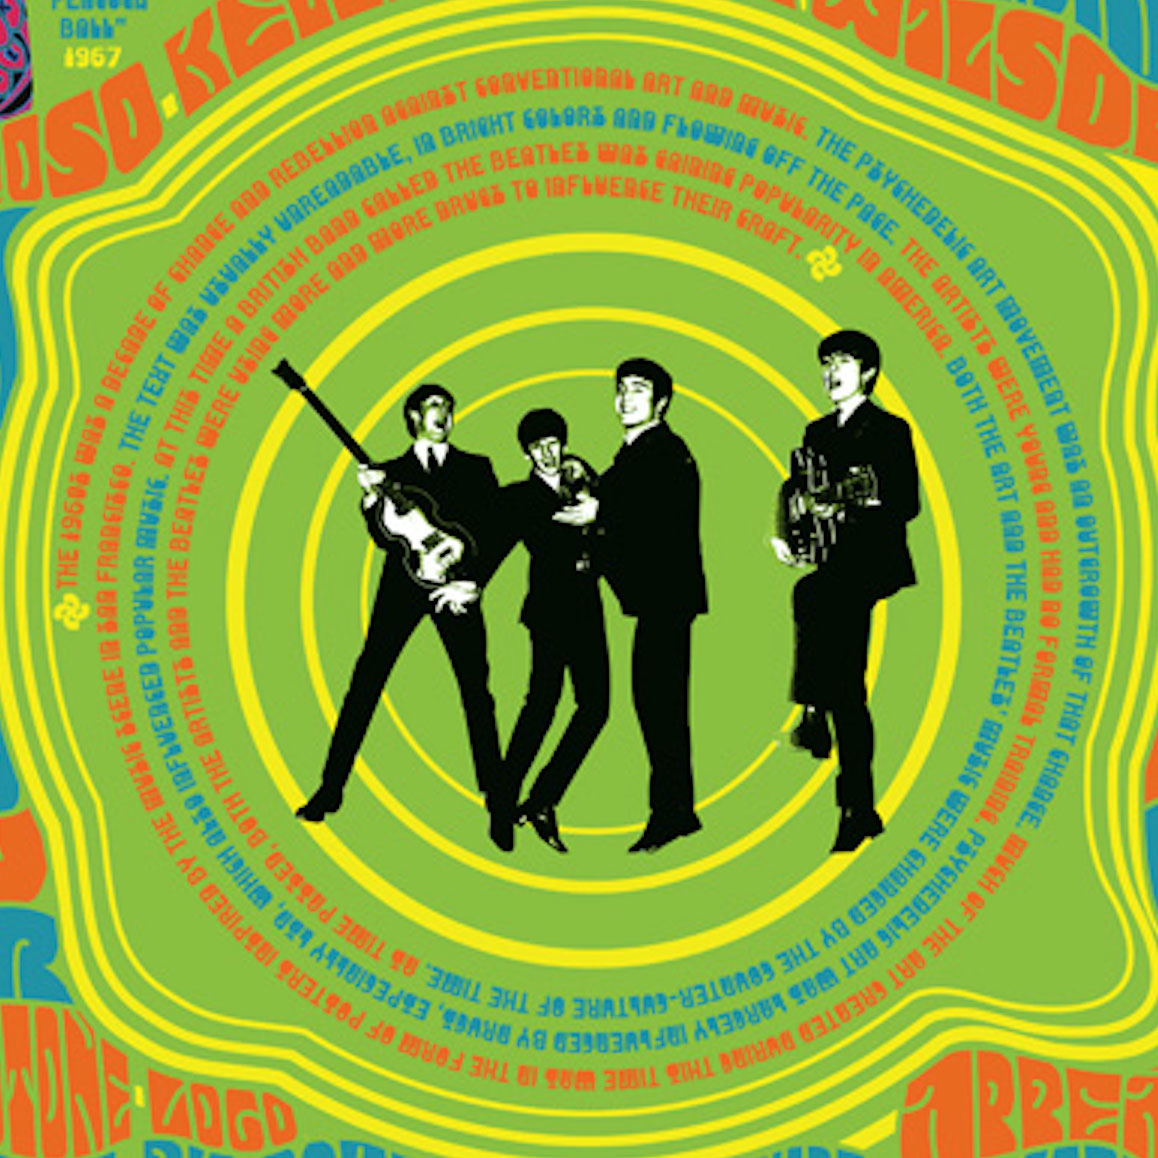 BALL"
1967
THE 1960S WAS A DECADE OF CHANGE AND REBELLION AGAINST CONVENTIONAL ART AND MUSIC. THE PSYCHEDELIC ART MOVEMENT WAS AN OUTGROWTH OF THAT CHANGE. MUCH OF THE ART CREATED DURING THIS TIME WAS IN THE FORM OF POSTERS INSPIRED BY THE MUSIC SCENE IN SAN FRANCISCO. THE TEXT WAS USUALLY UNREADABLE, IN BRIGHT COLORS AND FLOWING OFF THE PAGE. THE ARTISTS WERE YOUNG AND HAD NO FORMAL TRAINING. PSYCHEDELIC ART WAS LARGELY INFLUENCED BY DRUGS, ESPECIALLY LSD, WHICH ALSO INFLUENCED POPULAR MUSIC. AT THIS TIME A BRITISH BAND CALLED THE BEATLES WAS GAINING POPULARITY IN AMERICA. BOTH THE ART AND THE BEATLES' MUSIC WERE CHANGED BY THE COUNTER-CULTURE OF THE TIME. AS TIME PASSED, BOTH THE ARTISTS AND THE BEATLES WERE USING MORE AND MORE DRUGS TO INFLUENCE THEIR CRAFT.
TONE · LOGO